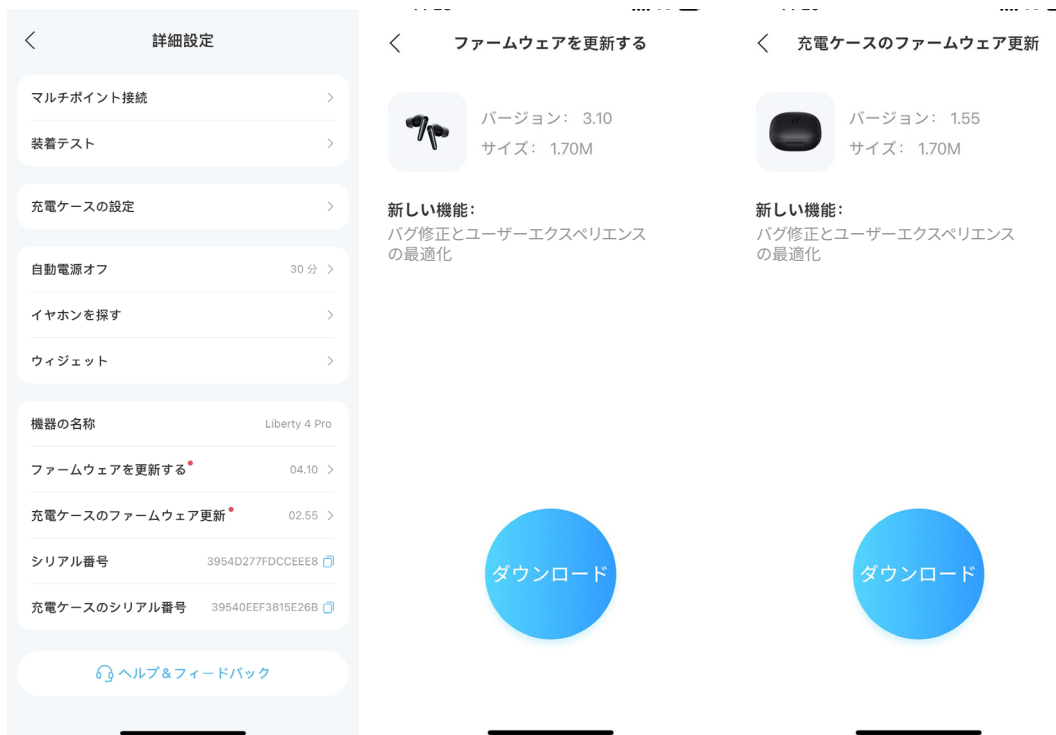 詳細設定
マルチポイント接続
装着テスト
充電ケースの設定
自動電源オフ 30 分
イヤホンを探す
ウィジェット
機器の名称 Liberty 4 Pro
ファームウェアを更新する 04.10
充電ケースのファームウェア更新 02.55
シリアル番号 3954D277FDCCEEE8
充電ケースのシリアル番号 39540EEF3815E26B
ヘルプ&フィードバック
ファームウェアを更新する
バージョン： 3.10
サイズ： 1.70M
新しい機能：
バグ修正とユーザーエクスペリエンス
の最適化
ダウンロード
充電ケースのファームウェア更新
バージョン： 1.55
サイズ： 1.70M
新しい機能：
バグ修正とユーザーエクスペリエンス
の最適化
ダウンロード